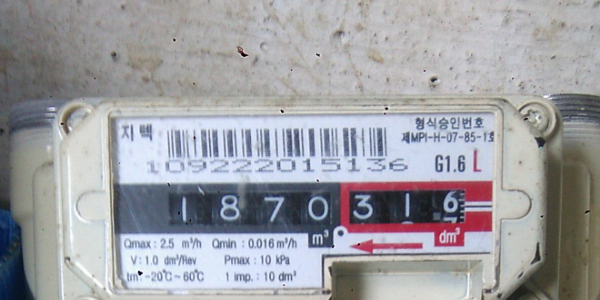 지 텍
형식승인번호
제MPI-H-07-85-1호
109222015136
G1.6 L
1870 316
m³
dm³
Qmax : 2.5 m³/h Qmin : 0.016 m³/h
V : 1.0 dm³/Rev Pmax : 10 kPa
tm: -20℃~60℃ 1 imp. : 10 dm³